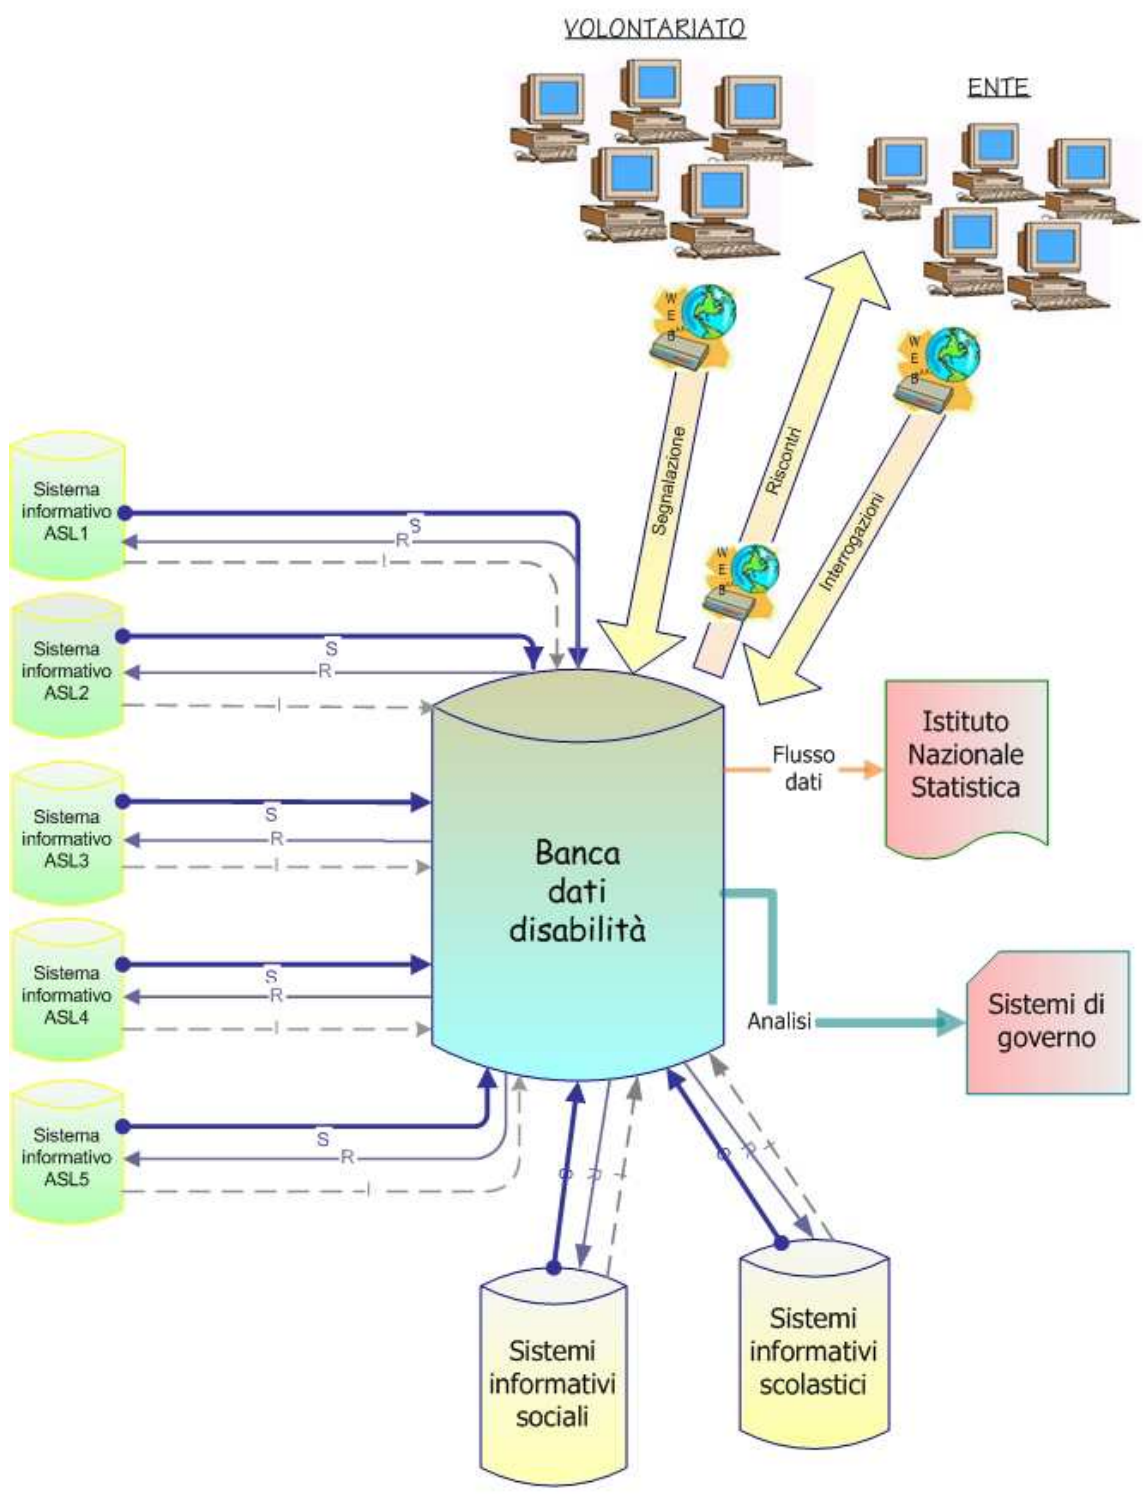 VOLONTARIATO
ENTE
W
E
B
W
E
B
Segnalazione
Riscontri
Interrogazioni
W
E
B
Sistema
informativo
ASL1
S
R
I
Sistema
informativo
ASL2
S
R
I
Istituto
Nazionale
Statistica
Flusso
dati
Sistema
informativo
ASL3
S
R
I
Banca
dati
disabilità
Sistema
informativo
ASL4
S
R
I
Analisi
Sistemi di
governo
Sistema
informativo
ASL5
S
R
I
S
R
I
S
R
I
Sistemi
informativi
sociali
Sistemi
informativi
scolastici